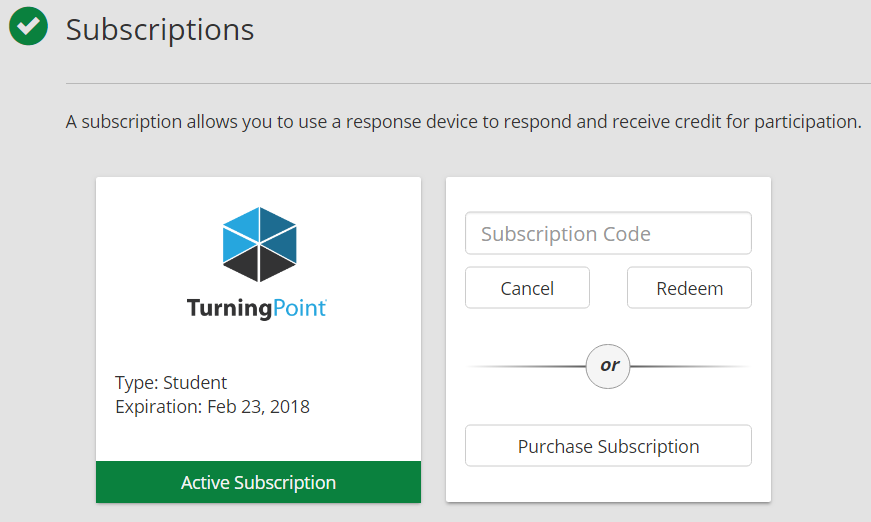 Subscriptions
A subscription allows you to use a response device to respond and receive credit for participation.
TurningPoint
Type: Student
Expiration: Feb 23, 2018
Active Subscription
Subscription Code
Cancel
Redeem
or
Purchase Subscription